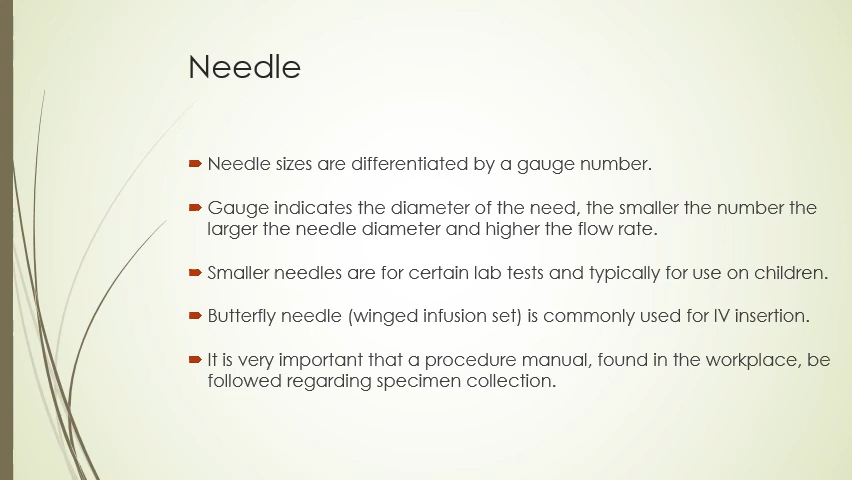 Needle
Needle sizes are differentiated by a gauge number.
Gauge indicates the diameter of the need, the smaller the number the
larger the needle diameter and higher the flow rate.
Smaller needles are for certain lab tests and typically for use on children.
Butterfly needle (winged infusion set) is commonly used for IV insertion.
It is very important that a procedure manual, found in the workplace, be
followed regarding specimen collection.